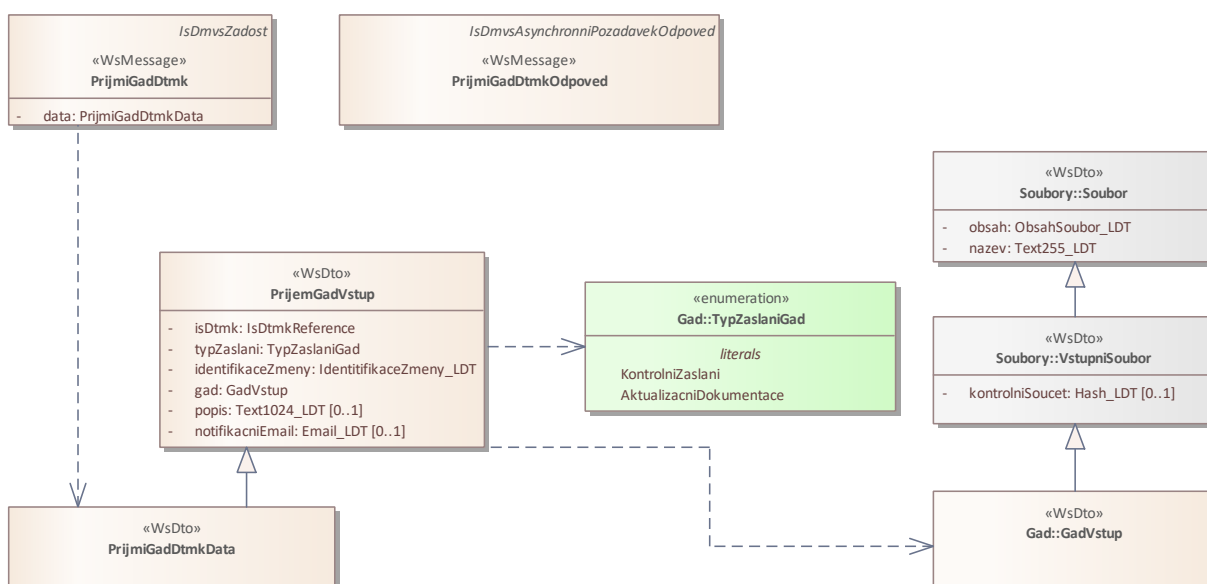 IsDmvsZadost
«WsMessage»
PrijmiGadDtmk
- data: PrijmiGadDtmkData
IsDmvsAsynchronniPozadavekOdpoved
«WsMessage»
PrijmiGadDtmkOdpoved
«WsDto»
Soubory::Soubor
- obsah: ObsahSoubor_LDT
- nazev: Text255_LDT
«WsDto»
PrijemGadVstup
- isDtmk: IsDtmkReference
- typZaslani: TypZaslaniGad
- identifikaceZmeny: IdentitifikaceZmeny_LDT
- gad: GadVstup
- popis: Text1024_LDT [0..1]
- notifikacniEmail: Email_LDT [0..1]
«enumeration»
Gad::TypZaslaniGad
literals
KontrolniZaslani
AktualizacniDokumentace
«WsDto»
Soubory::VstupniSoubor
- kontrolniSoucet: Hash_LDT [0..1]
«WsDto»
PrijmiGadDtmkData
«WsDto»
Gad::GadVstup